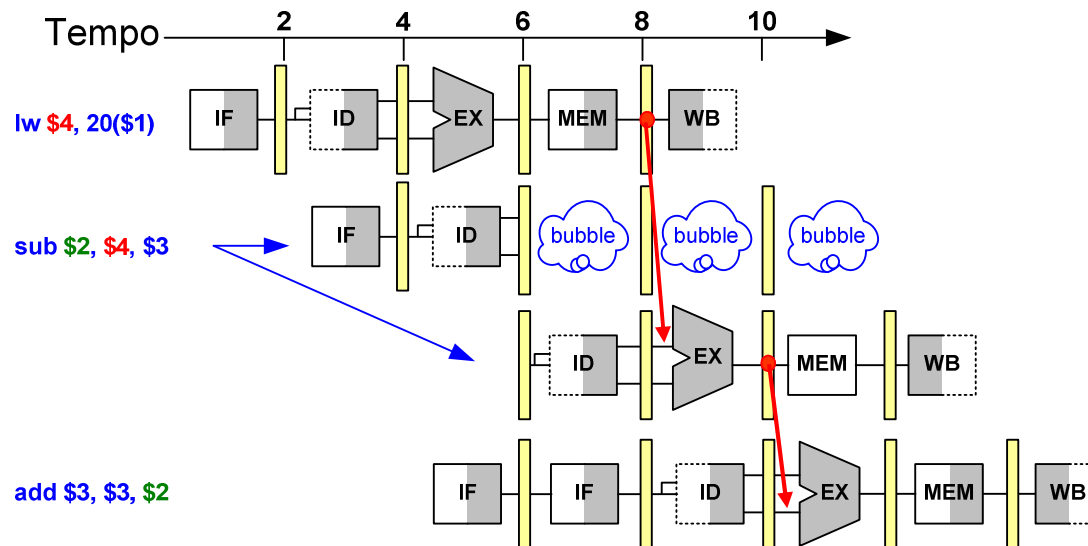 Tempo 2 4 6 8 10
lw $4, 20($1) IF ID EX MEM WB
sub $2, $4, $3 IF ID bubble bubble bubble
ID EX MEM WB
add $3, $3, $2 IF IF ID EX MEM WB